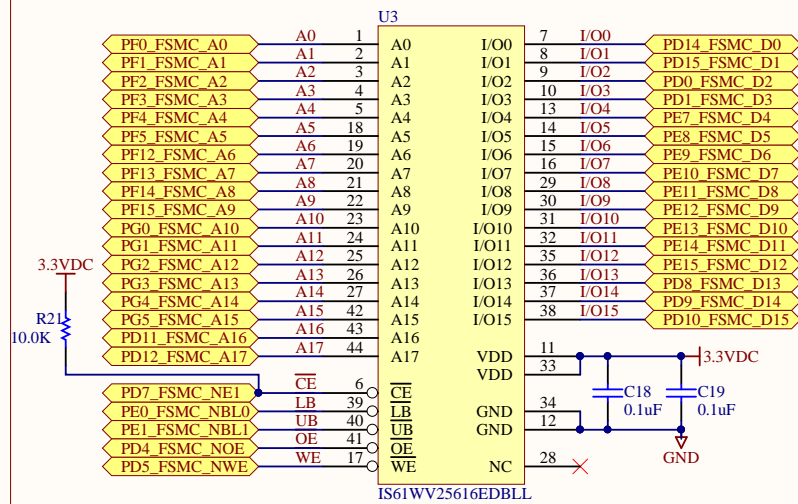 U3
PF0_FSMC_A0 A0 1 A0 I/O0 7 I/O0 PD14_FSMC_D0
PF1_FSMC_A1 A1 2 A1 I/O1 8 I/O1 PD15_FSMC_D1
PF2_FSMC_A2 A2 3 A2 I/O2 9 I/O2 PD0_FSMC_D2
PF3_FSMC_A3 A3 4 A3 I/O3 10 I/O3 PD1_FSMC_D3
PF4_FSMC_A4 A4 5 A4 I/O4 13 I/O4 PE7_FSMC_D4
PF5_FSMC_A5 A5 18 A5 I/O5 14 I/O5 PE8_FSMC_D5
PF12_FSMC_A6 A6 19 A6 I/O6 15 I/O6 PE9_FSMC_D6
PF13_FSMC_A7 A7 20 A7 I/O7 16 I/O7 PE10_FSMC_D7
PF14_FSMC_A8 A8 21 A8 I/O8 29 I/O8 PE11_FSMC_D8
PF15_FSMC_A9 A9 22 A9 I/O9 30 I/O9 PE12_FSMC_D9
PG0_FSMC_A10 A10 23 A10 I/O10 31 I/O10 PE13_FSMC_D10
PG1_FSMC_A11 A11 24 A11 I/O11 32 I/O11 PE14_FSMC_D11
3.3VDC PG2_FSMC_A12 A12 25 A12 I/O12 35 I/O12 PE15_FSMC_D12
PG3_FSMC_A13 A13 26 A13 I/O13 36 I/O13 PD8_FSMC_D13
PG4_FSMC_A14 A14 27 A14 I/O14 37 I/O14 PD9_FSMC_D14
R21 PG5_FSMC_A15 A15 42 A15 I/O15 38 I/O15 PD10_FSMC_D15
10.0K PD11_FSMC_A16 A16 43 A16
PD12_FSMC_A17 A17 44 A17 VDD 11 3.3VDC
VDD 33
PD7_FSMC_NE1 CE 6 CE C18 C19
PE0_FSMC_NBL0 LB 39 LB GND 34 0.1uF 0.1uF
PE1_FSMC_NBL1 UB 40 UB GND 12
PD4_FSMC_NOE OE 41 OE GND
PD5_FSMC_NWE WE 17 WE NC 28
IS61WV25616EDBLL